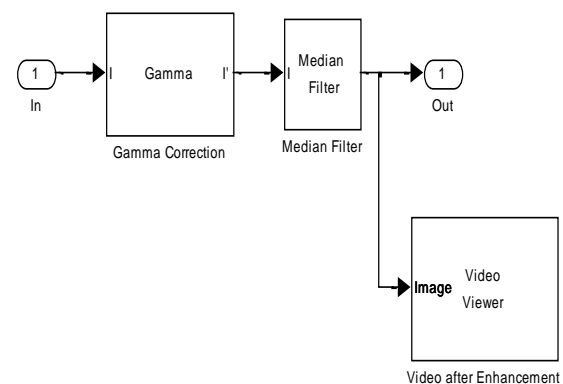 1
In
I Gamma I'
Gamma Correction
I Median
Filter
Median Filter
1
Out
Image Video
Viewer
Video after Enhancement